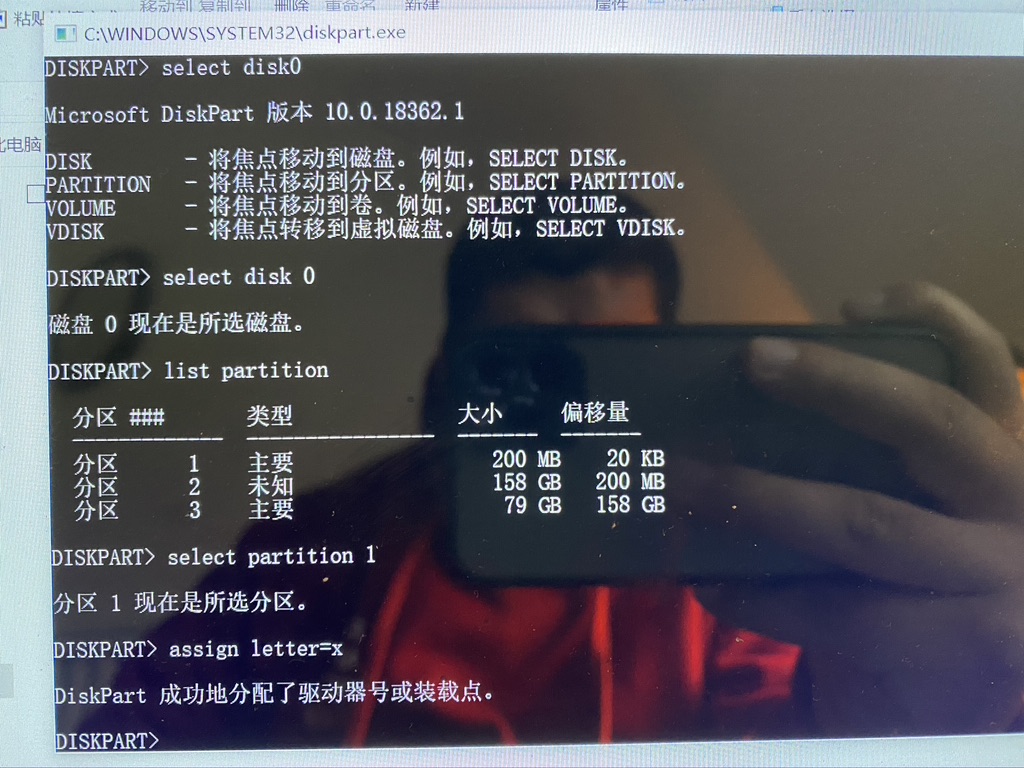 移动到 复制到 删除 重命名 新建
属性
粘贴
C:\WINDOWS\SYSTEM32\diskpart.exe
DISKPART> select disk0
Microsoft DiskPart 版本 10.0.18362.1
此电脑
DISK - 将焦点移动到磁盘。例如，SELECT DISK。
PARTITION - 将焦点移动到分区。例如，SELECT PARTITION。
VOLUME - 将焦点移动到卷。例如，SELECT VOLUME。
VDISK - 将焦点转移到虚拟磁盘。例如，SELECT VDISK。
DISKPART> select disk 0
磁盘 0 现在是所选磁盘。
DISKPART> list partition
分区 ### 类型 大小 偏移量
------------- ---------------- ------- -------
分区 1 主要 200 MB 20 KB
分区 2 未知 158 GB 200 MB
分区 3 主要 79 GB 158 GB
DISKPART> select partition 1
分区 1 现在是所选分区。
DISKPART> assign letter=x
DiskPart 成功地分配了驱动器号或装载点。
DISKPART>